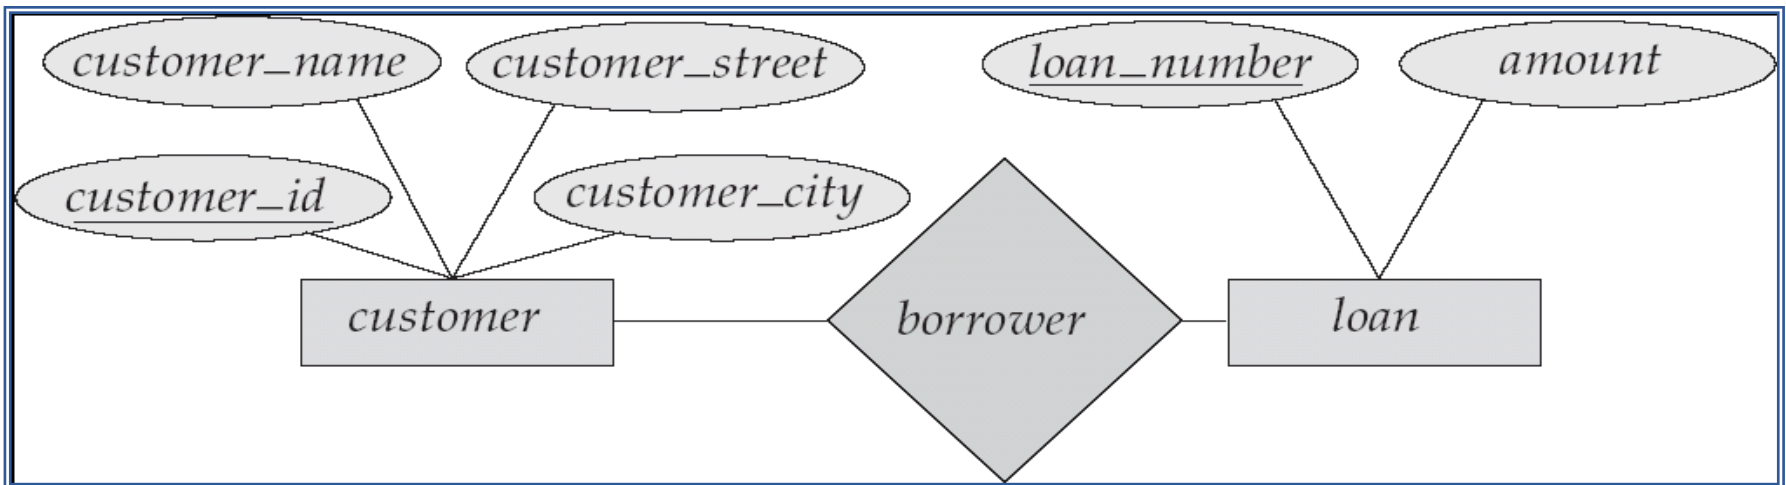 customer_name
customer_street
loan_number
amount
customer_id
customer_city
customer
borrower
loan